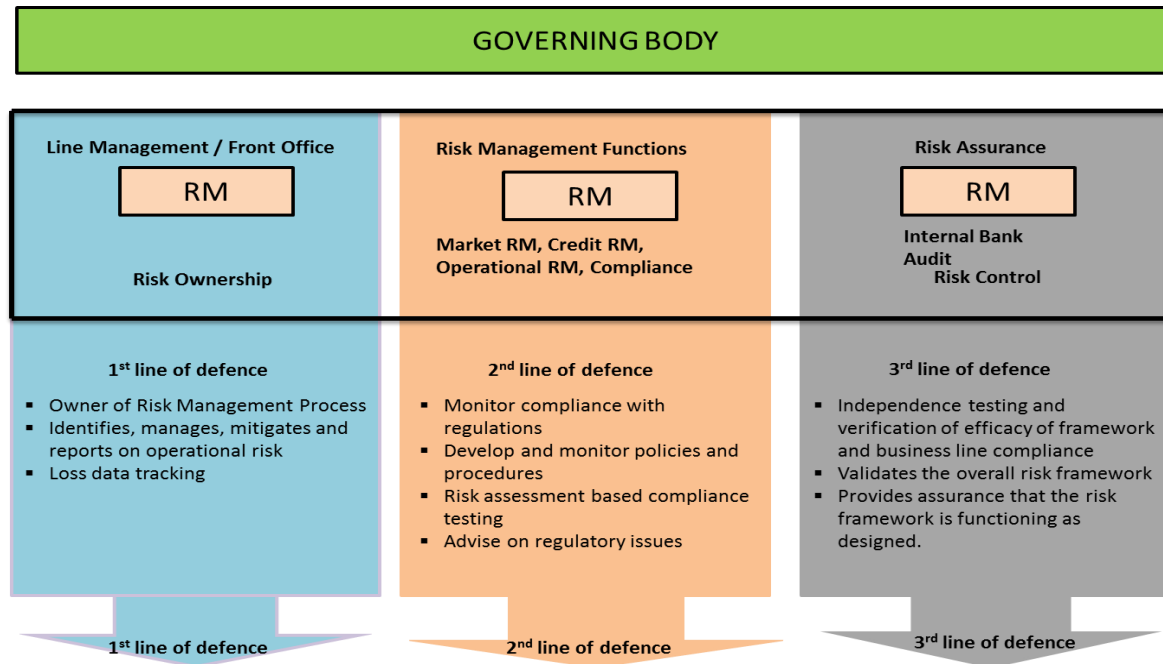 GOVERNING BODY
Line Management / Front Office
RM
Risk Ownership
1st line of defence
▪ Owner of Risk Management Process
▪ Identifies, manages, mitigates and
reports on operational risk
▪ Loss data tracking
1st line of defence
Risk Management Functions
RM
Market RM, Credit RM,
Operational RM, Compliance
2nd line of defence
▪ Monitor compliance with
regulations
▪ Develop and monitor policies and
procedures
▪ Risk assessment based compliance
testing
▪ Advise on regulatory issues
2nd line of defence
Risk Assurance
RM
Internal Bank
Audit
Risk Control
3rd line of defence
▪ Independence testing and
verification of efficacy of framework
and business line compliance
▪ Validates the overall risk framework
▪ Provides assurance that the risk
framework is functioning as
designed.
3rd line of defence